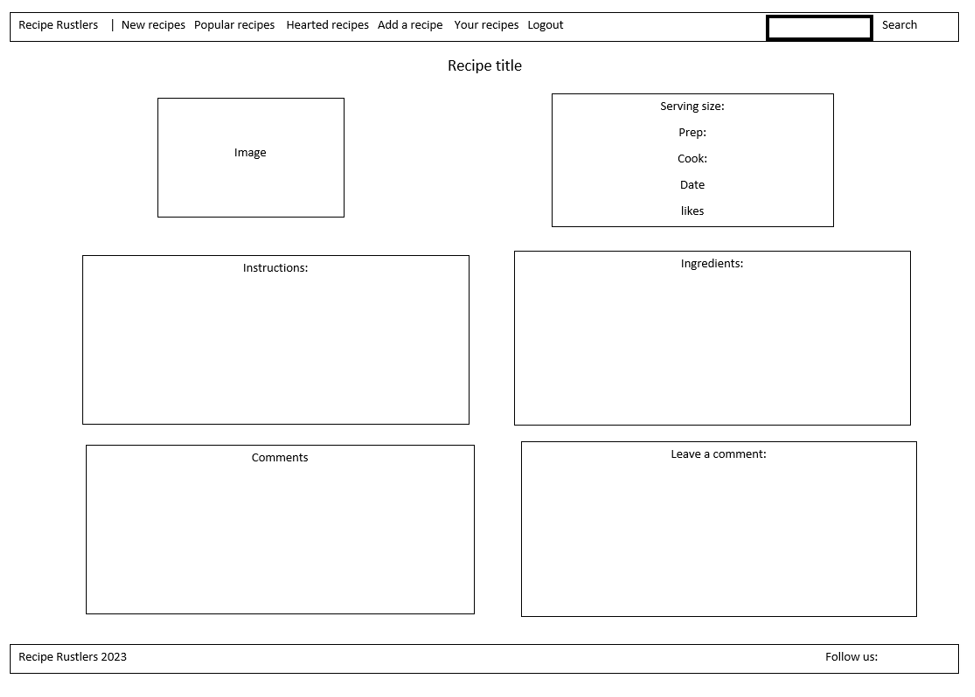 Recipe Rustlers | New recipes Popular recipes Hearted recipes Add a recipe Your recipes Logout Search
Recipe title
Image
Serving size:
Prep:
Cook:
Date
likes
Instructions:
Ingredients:
Comments
Leave a comment:
Recipe Rustlers 2023 Follow us: